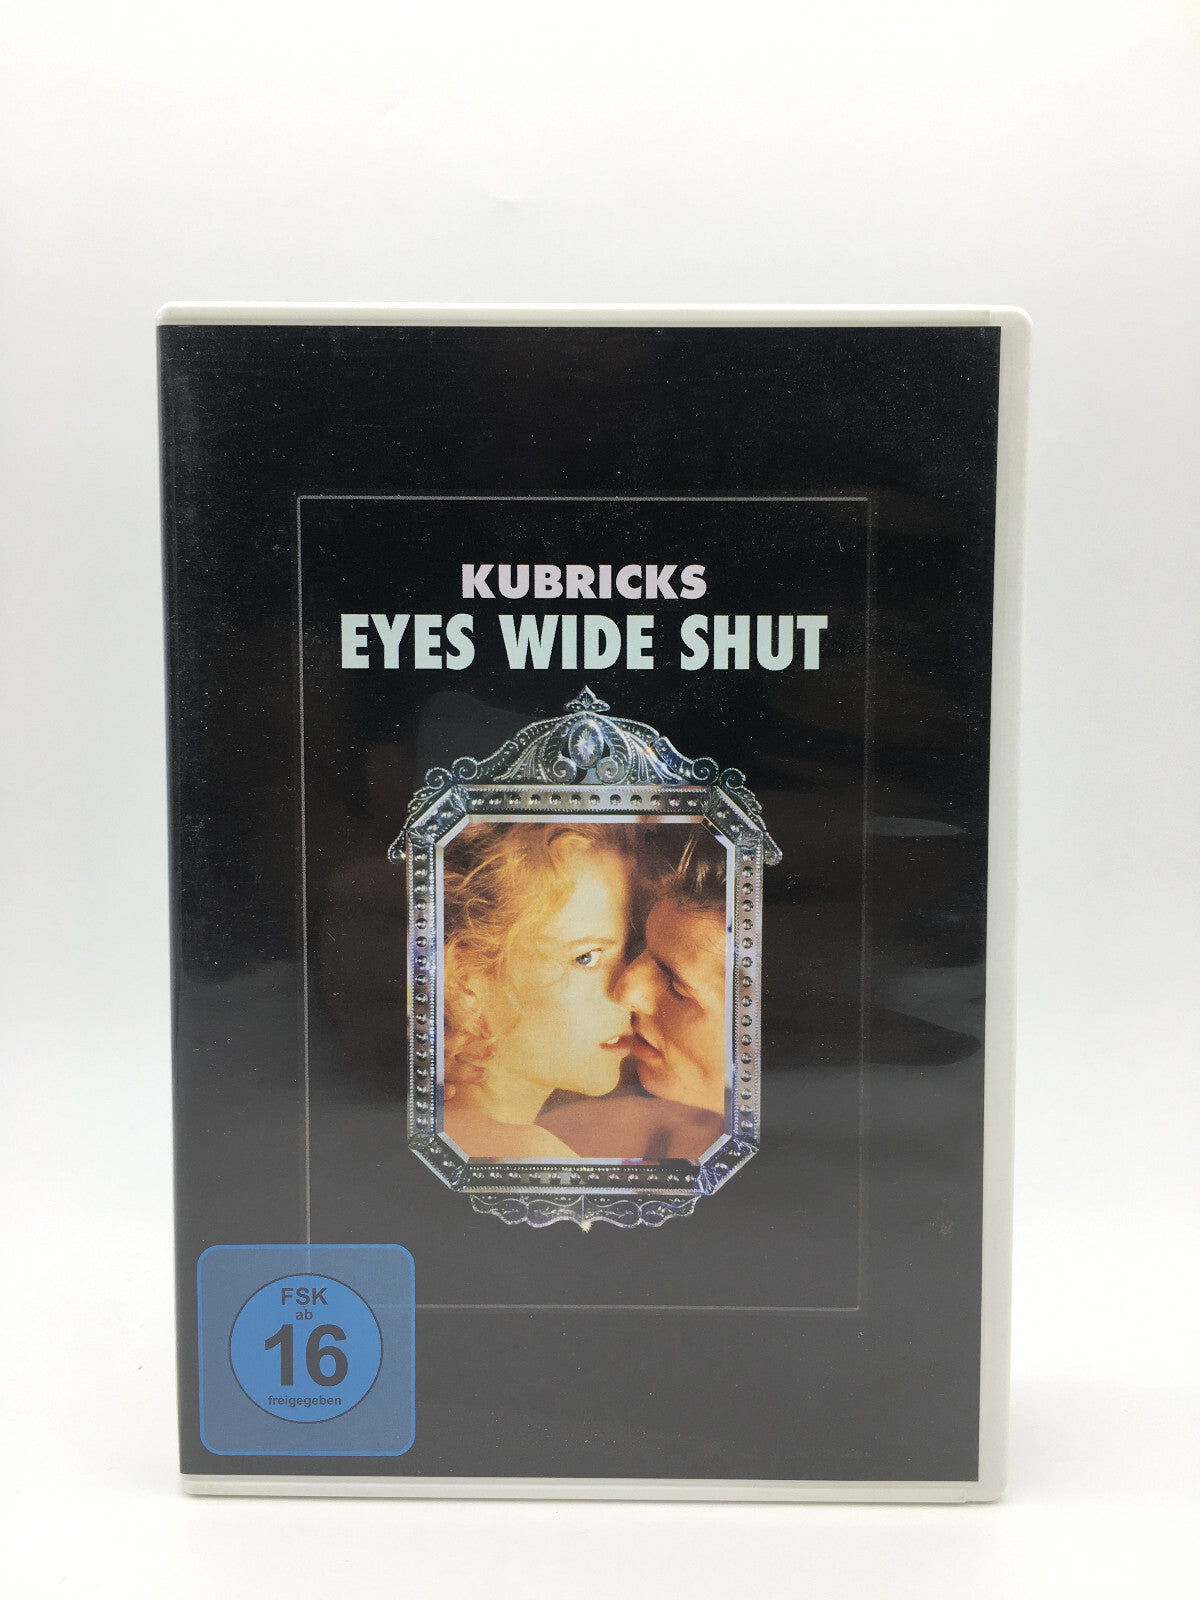 KUBRICKS
EYES WIDE SHUT
FSK
ab
16
freigegeben